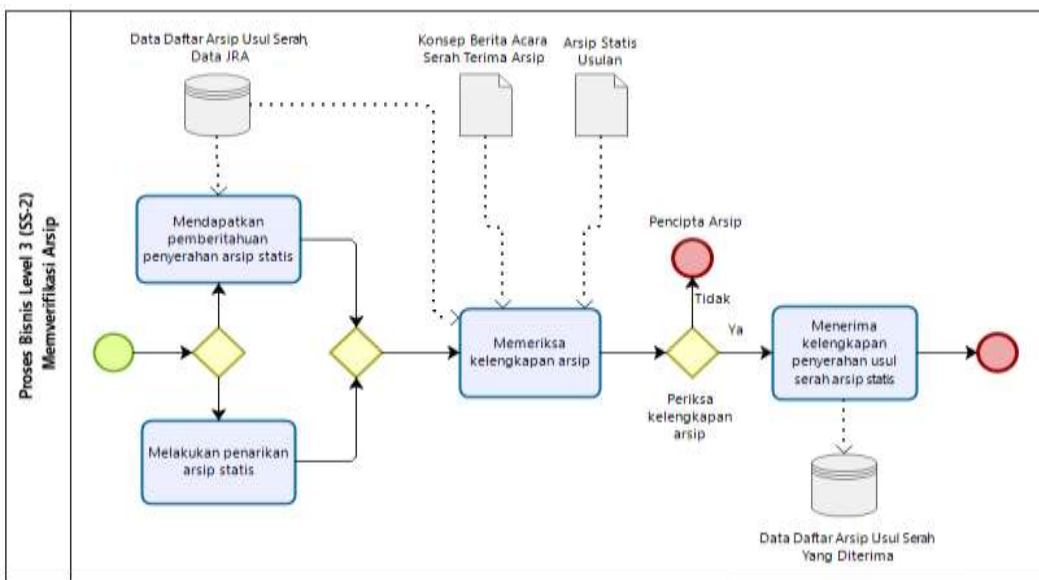 Proses Bisnis Level 3 (SS-2)
Memverifikasi Arsip
Data Daftar Arsip Usul Serah,
Data JRA
Konsep Berita Acara
Serah Terima Arsip
Arsip Statis
Usulan
Mendapatkan
pemberitahuan
penyerahan arsip statis
Melakukan penarikan
arsip statis
Memeriksa
kelengkapan arsip
Pencipta Arsip
Tidak
Ya
Periksa
kelengkapan
arsip
Menerima
kelengkapan
penyerahan usul
serah arsip statis
Data Daftar Arsip Usul Serah
Yang Diterima